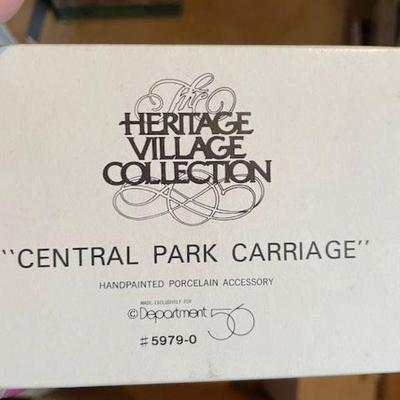 The
HERITAGE
VILLAGE
COLLECTION
"CENTRAL PARK CARRIAGE"
HANDPAINTED PORCELAIN ACCESSORY
MADE EXCLUSIVELY FOR
© Department 56
#5979-0